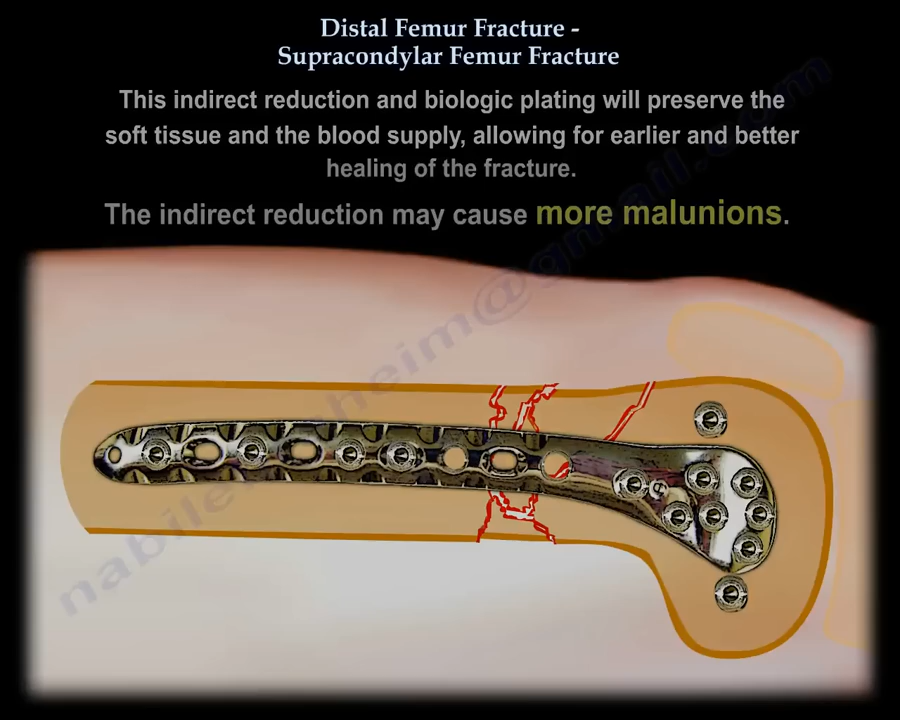 Distal Femur Fracture -
Supracondylar Femur Fracture
This indirect reduction and biologic plating will preserve the
soft tissue and the blood supply, allowing for earlier and better
healing of the fracture.
The indirect reduction may cause more malunions.